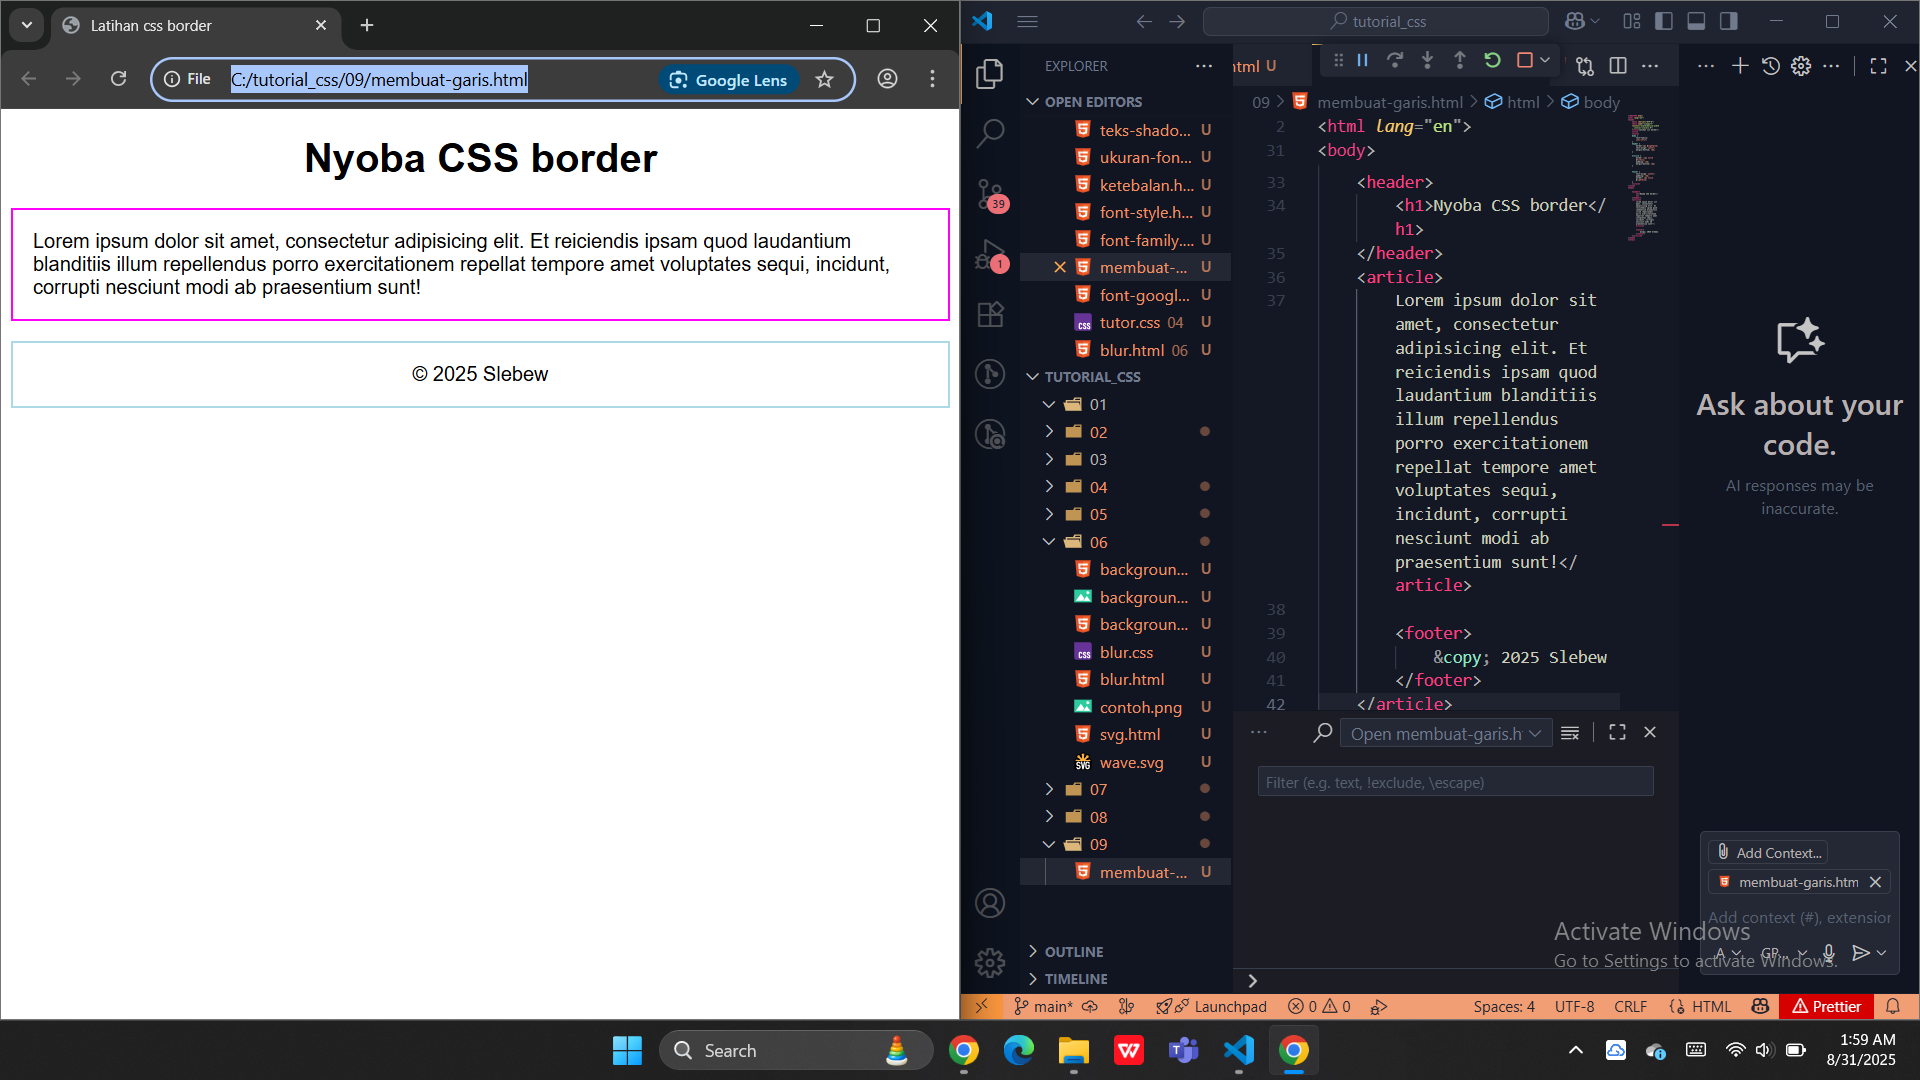 Latihan css border
File
C:/tutorial_css/09/membuat-garis.html
Google Lens
Nyoba CSS border
Lorem ipsum dolor sit amet, consectetur adipisicing elit. Et reiciendis ipsam quod laudantium
blanditiis illum repellendus porro exercitationem repellat tempore amet voluptates sequi, incidunt,
corrupti nesciunt modi ab praesentium sunt!
© 2025 Slebew
tutorial_css
EXPLORER
OPEN EDITORS
teks-shado... U
ukuran-fon... U
ketebalan.h... U
font-style.h... U
font-family.... U
membuat-... U
font-googl... U
tutor.css 04 U
blur.html 06 U
TUTORIAL_CSS
01
02
03
04
05
06
backgroun... U
backgroun... U
backgroun... U
blur.css U
blur.html U
contoh.png U
svg.html U
wave.svg U
07
08
09
membuat-... U
OUTLINE
TIMELINE
39
1
html U
09 > membuat-garis.html > html > body
2 <html lang="en">
31 <body>
33 <header>
34 <h1>Nyoba CSS border</
h1>
35 </header>
36 <article>
37 Lorem ipsum dolor sit
amet, consectetur
adipisicing elit. Et
reiciendis ipsam quod
laudantium blanditiis
illum repellendus
porro exercitationem
repellat tempore amet
voluptates sequi,
incidunt, corrupti
nesciunt modi ab
praesentium sunt!</
article>
38
39 <footer>
40 &copy; 2025 Slebew
41 </footer>
42 </article>
Open membuat-garis.h
Filter (e.g. text, !exclude, \escape)
Ask about your
code.
AI responses may be
inaccurate.
Add Context...
membuat-garis.htm
Add context (#), extension
A
GP...
Activate Windows
Go to Settings to activate Windows.
main*
Launchpad
0 0
Spaces: 4
UTF-8
CRLF
HTML
Prettier
Search
1:59 AM
8/31/2025